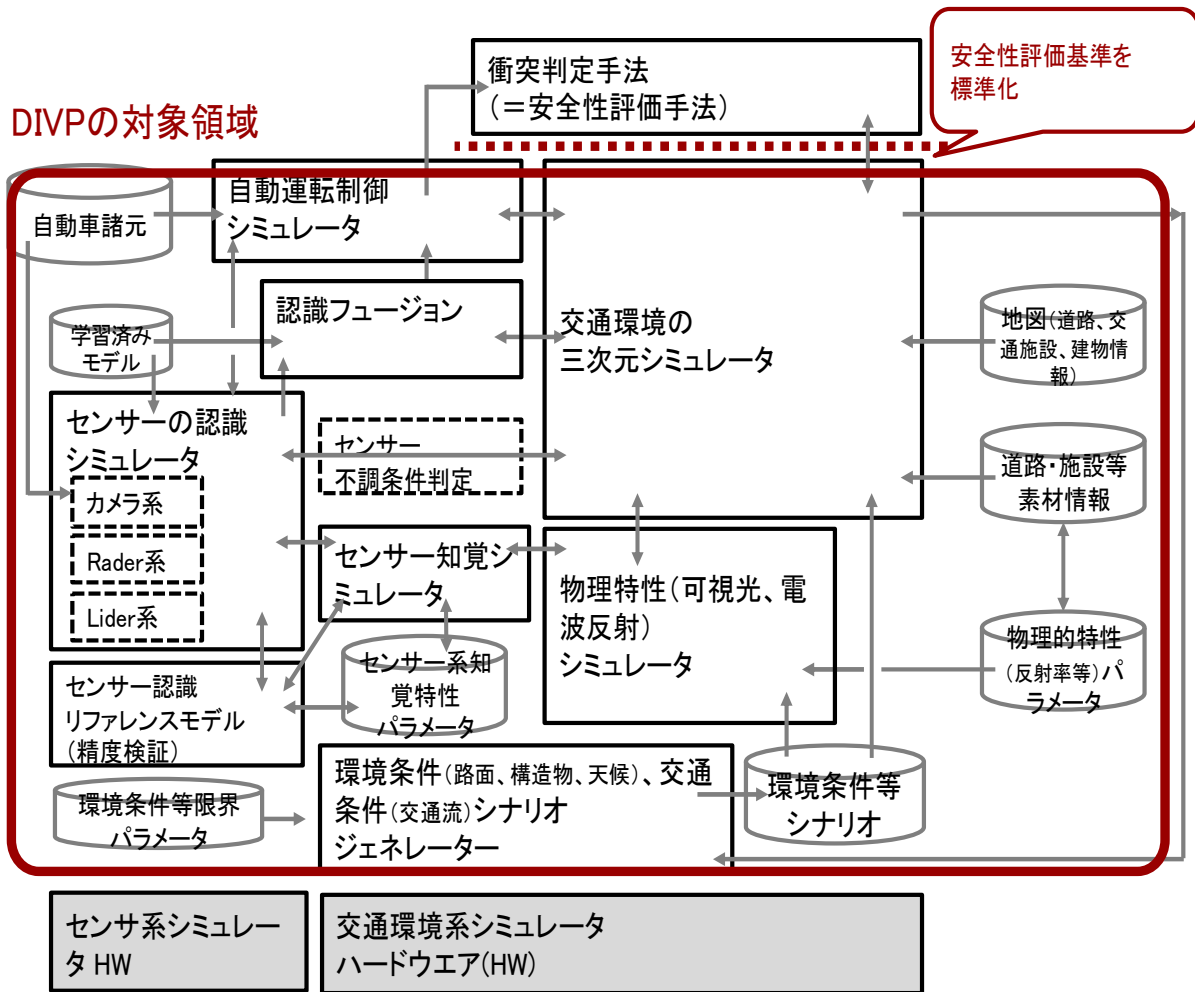 安全性評価基準を
標準化
衝突判定手法
(=安全性評価手法)
DIVPの対象領域
自動車諸元
自動運転制御
シミュレータ
学習済み
モデル
認識フュージョン
交通環境の
三次元シミュレータ
地図(道路、交
通施設、建物情
報)
センサーの認識
シミュレータ
カメラ系
Rader系
Lider系
センサー
不調条件判定
道路・施設等
素材情報
センサー知覚シ
ミュレータ
物理特性(可視光、電
波反射)
シミュレータ
物理的特性
(反射率等)パ
ラメータ
センサー認識
リファレンスモデル
(精度検証)
センサー系知
覚特性
パラメータ
環境条件等限界
パラメータ
環境条件(路面、構造物、天候)、交通
条件(交通流)シナリオ
ジェネレーター
環境条件等
シナリオ
センサ系シミュレー
タ HW
交通環境系シミュレータ
ハードウエア(HW)